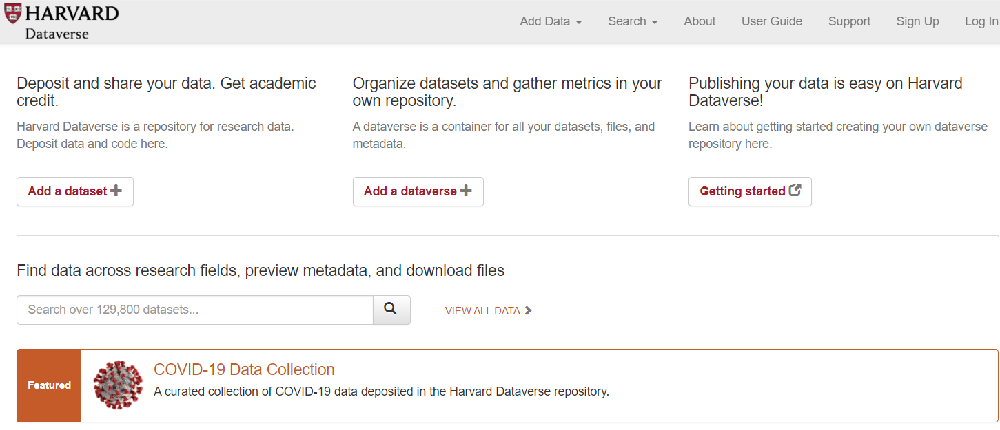 HARVARD
Dataverse
Add Data
Search
About
User Guide
Support
Sign Up
Log In
Deposit and share your data. Get academic
credit.
Harvard Dataverse is a repository for research data.
Deposit data and code here.
Add a dataset
Organize datasets and gather metrics in your
own repository.
A dataverse is a container for all your datasets, files, and
metadata.
Add a dataverse
Publishing your data is easy on Harvard
Dataverse!
Learn about getting started creating your own dataverse
repository here.
Getting started
Find data across research fields, preview metadata, and download files
Search over 129,800 datasets...
VIEW ALL DATA
Featured
COVID-19 Data Collection
A curated collection of COVID-19 data deposited in the Harvard Dataverse repository.